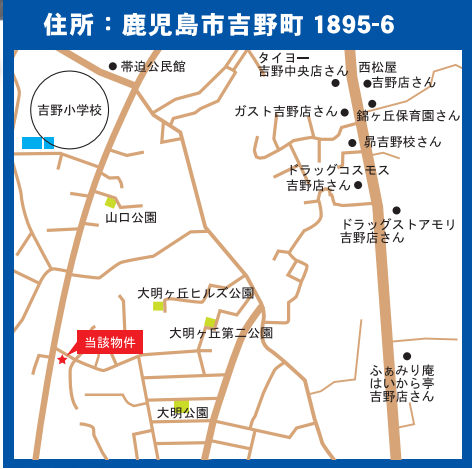 住所：鹿児島市吉野町 1895-6
帯迫公民館
タイヨー
吉野中央店さん
西松屋
吉野店さん
吉野小学校
ガスト吉野店さん
錦ヶ丘保育園さん
昴吉野校さん
ドラッグコスモス
吉野店さん
山口公園
ドラッグストアモリ
吉野店さん
大明ヶ丘ヒルズ公園
大明ヶ丘第二公園
当該物件
ふぁみり庵
はいから亭
吉野店さん
大明公園